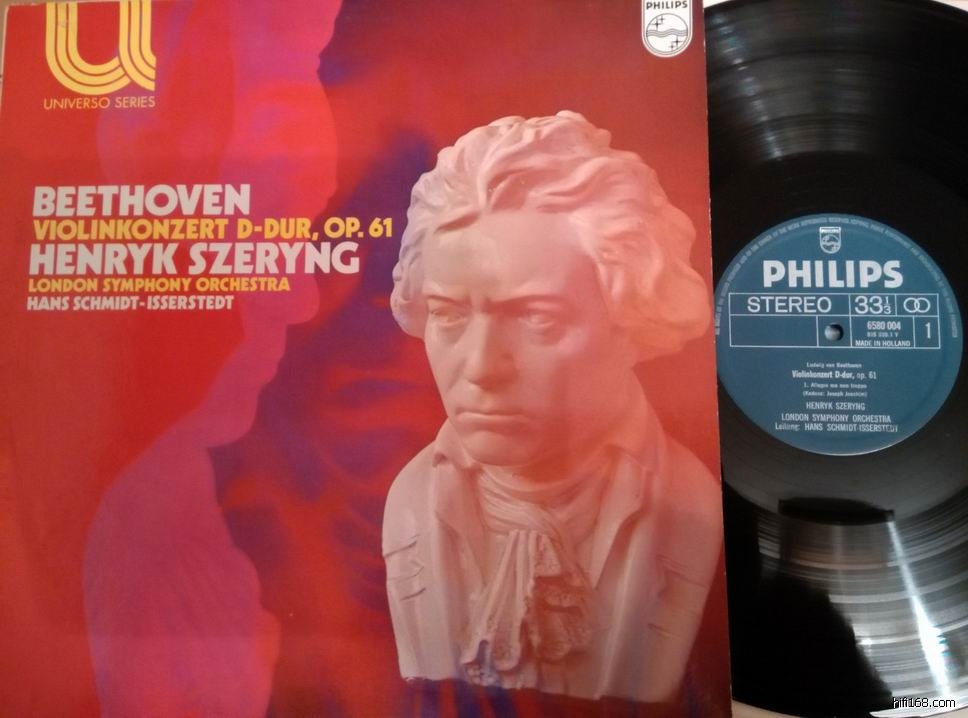 UNIVERSO SERIES
PHILIPS
BEETHOVEN
VIOLINKONZERT D-DUR, OP. 61
HENRYK SZERYNG
LONDON SYMPHONY ORCHESTRA
HANS SCHMIDT-ISSERSTEDT
PHILIPS
STEREO 33 1/3
6580 004 1
MADE IN HOLLAND
Ludwig van Beethoven
Violinkonzert D-dur, op. 61
1. Allegro ma non troppo
(Kadenz: Joseph Joachim)
HENRYK SZERYNG
LONDON SYMPHONY ORCHESTRA
Leitung: HANS SCHMIDT-ISSERSTEDT
hifi168.com